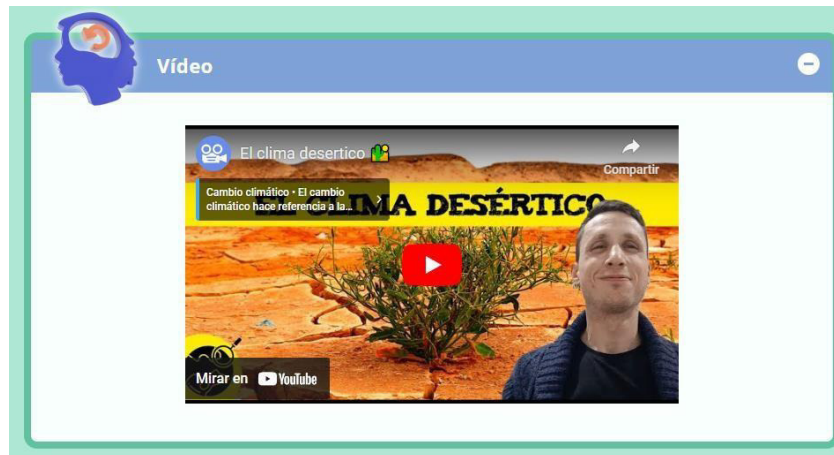 Vídeo
El clima desertico
Compartir
Cambio climático • El cambio
climático hace referencia a la...
EL CLIMA DESÉRTICO
Mirar en YouTube